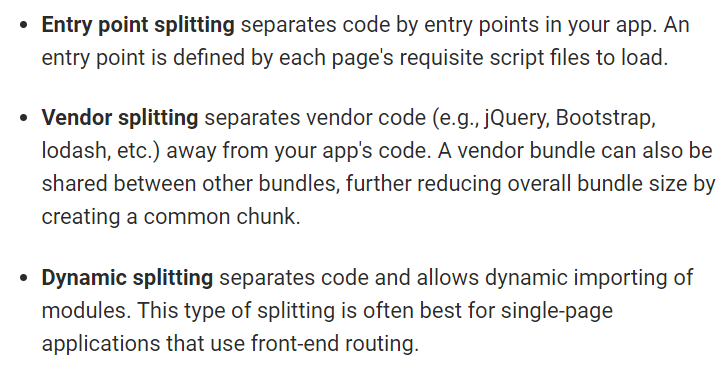 • Entry point splitting separates code by entry points in your app. An
entry point is defined by each page's requisite script files to load.
• Vendor splitting separates vendor code (e.g., jQuery, Bootstrap,
lodash, etc.) away from your app's code. A vendor bundle can also be
shared between other bundles, further reducing overall bundle size by
creating a common chunk.
• Dynamic splitting separates code and allows dynamic importing of
modules. This type of splitting is often best for single-page
applications that use front-end routing.